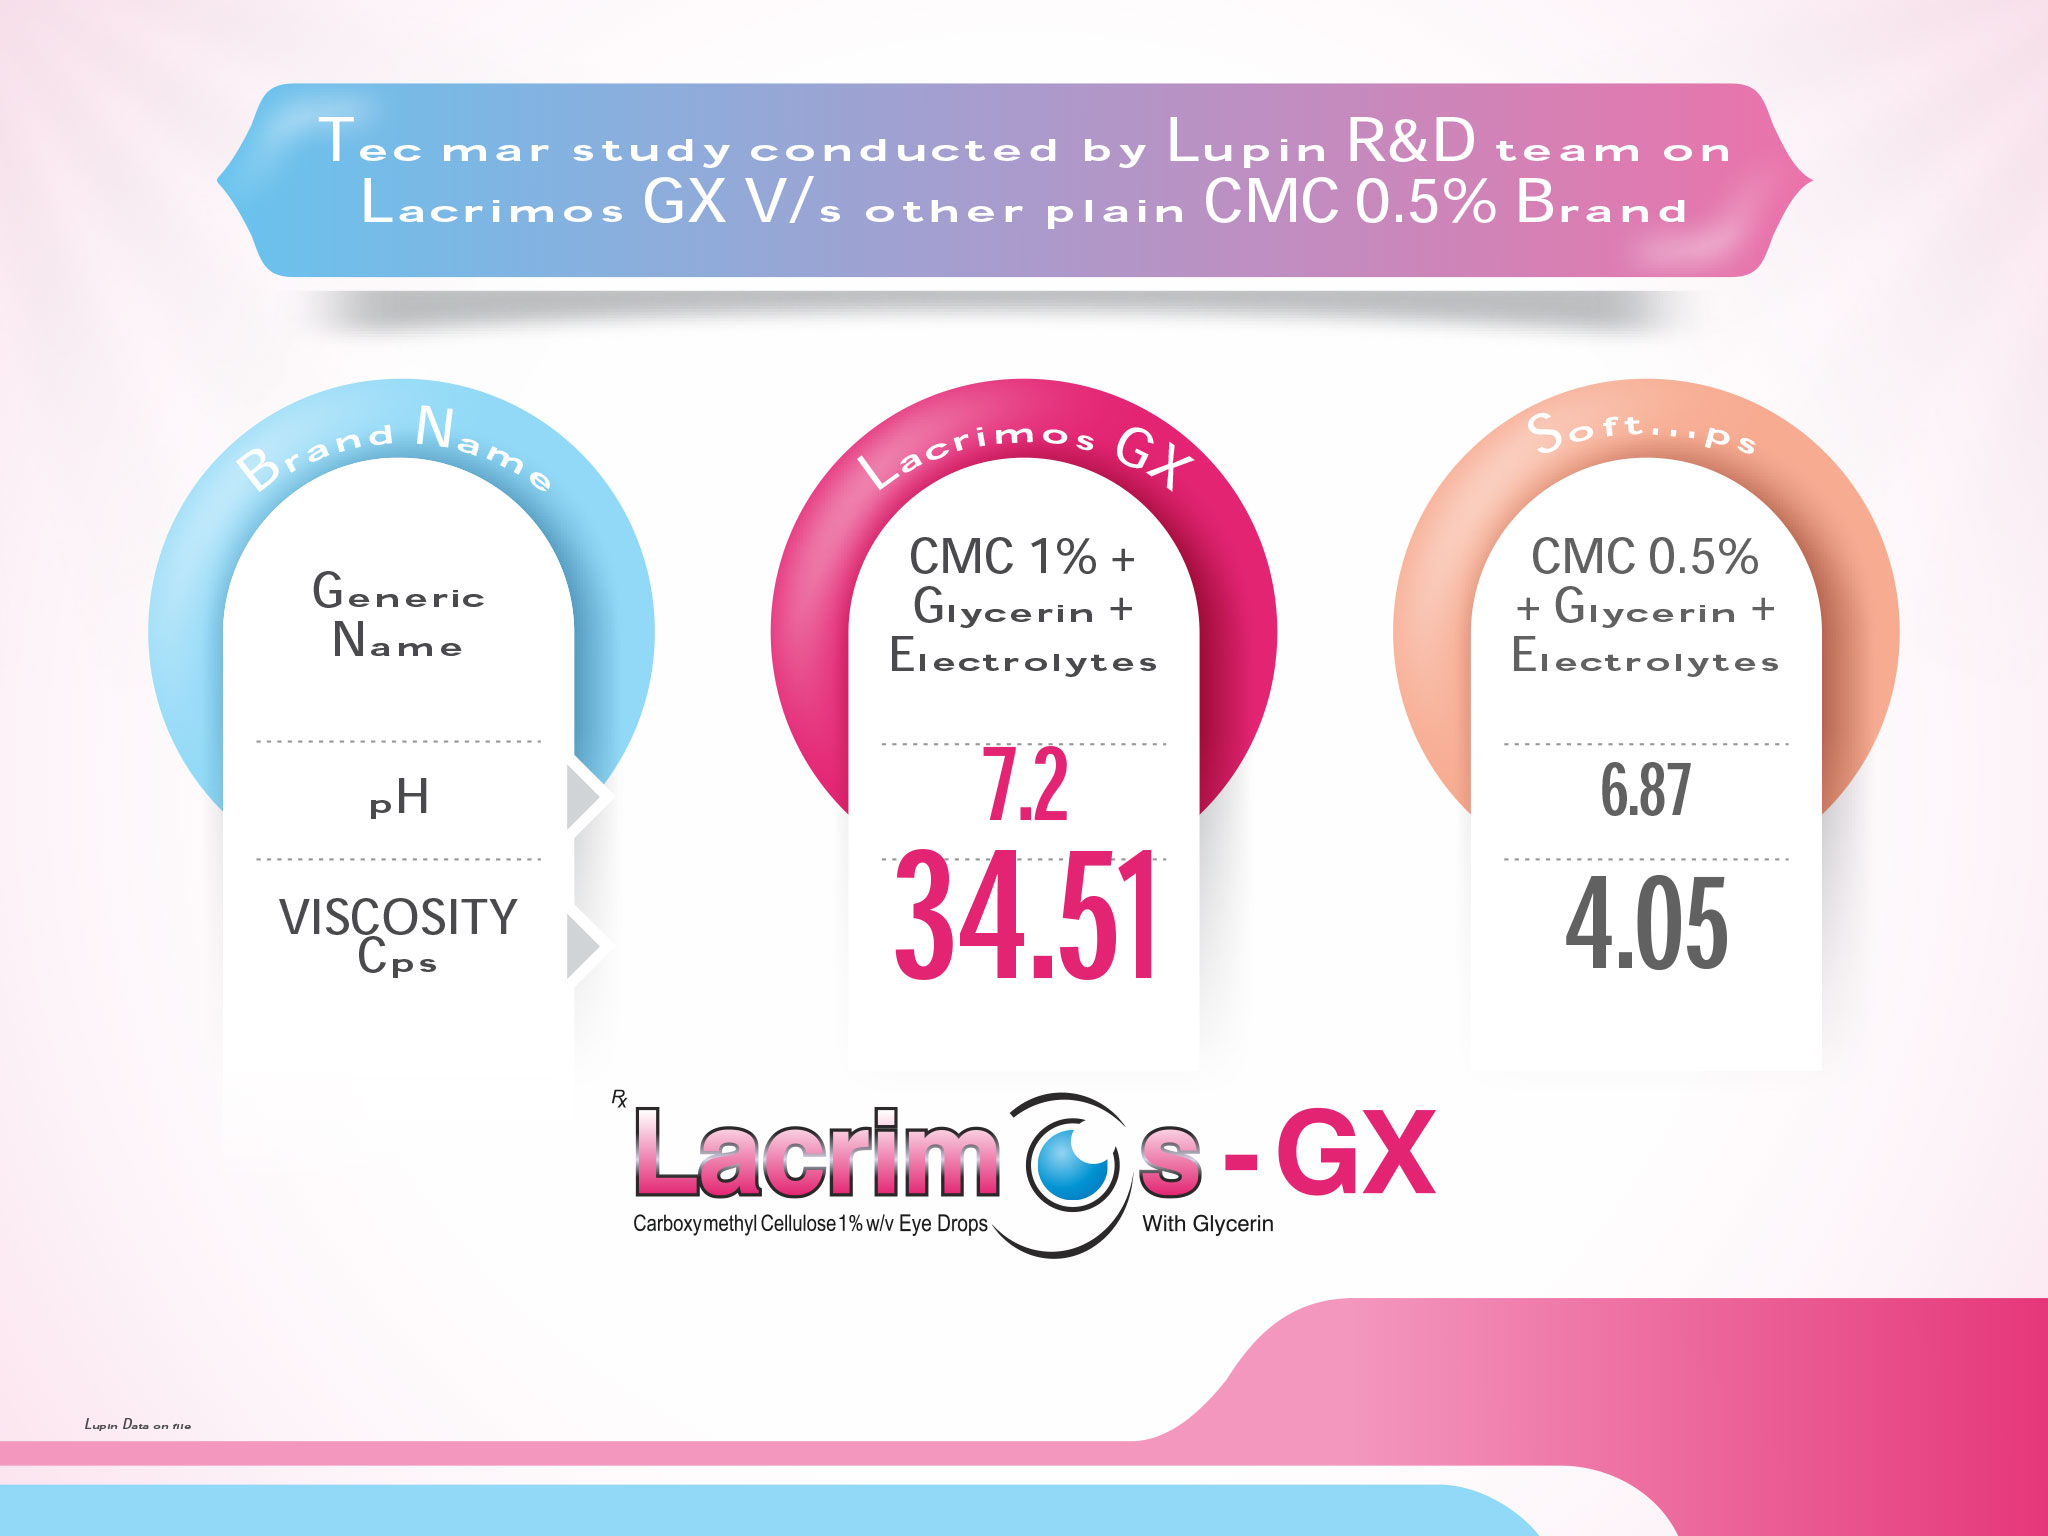 Tec mar study conducted by Lupin R&D team on
Lacrimos GX V/s other plain CMC 0.5% Brand
Brand Name
Generic
Name
pH
VISCOSITY
Cps
Lacrimos GX
CMC 1% +
Glycerin +
Electrolytes
7.2
34.51
Soft...ps
CMC 0.5%
+ Glycerin +
Electrolytes
6.87
4.05
Rx
Lacrimos - GX
Carboxymethyl Cellulose 1% w/v Eye Drops With Glycerin
Lupin Data on file